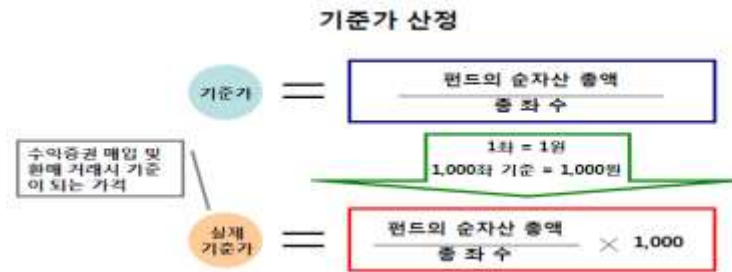 기준가 산정
기준가
펀드의 순자산 총액
총 좌 수
수익증권 매입 및
환매 거래시 기준
이 되는 가격
1좌 = 1원
1,000좌 기준 = 1,000원
실제
기준가
펀드의 순자산 총액
총 좌 수
× 1,000